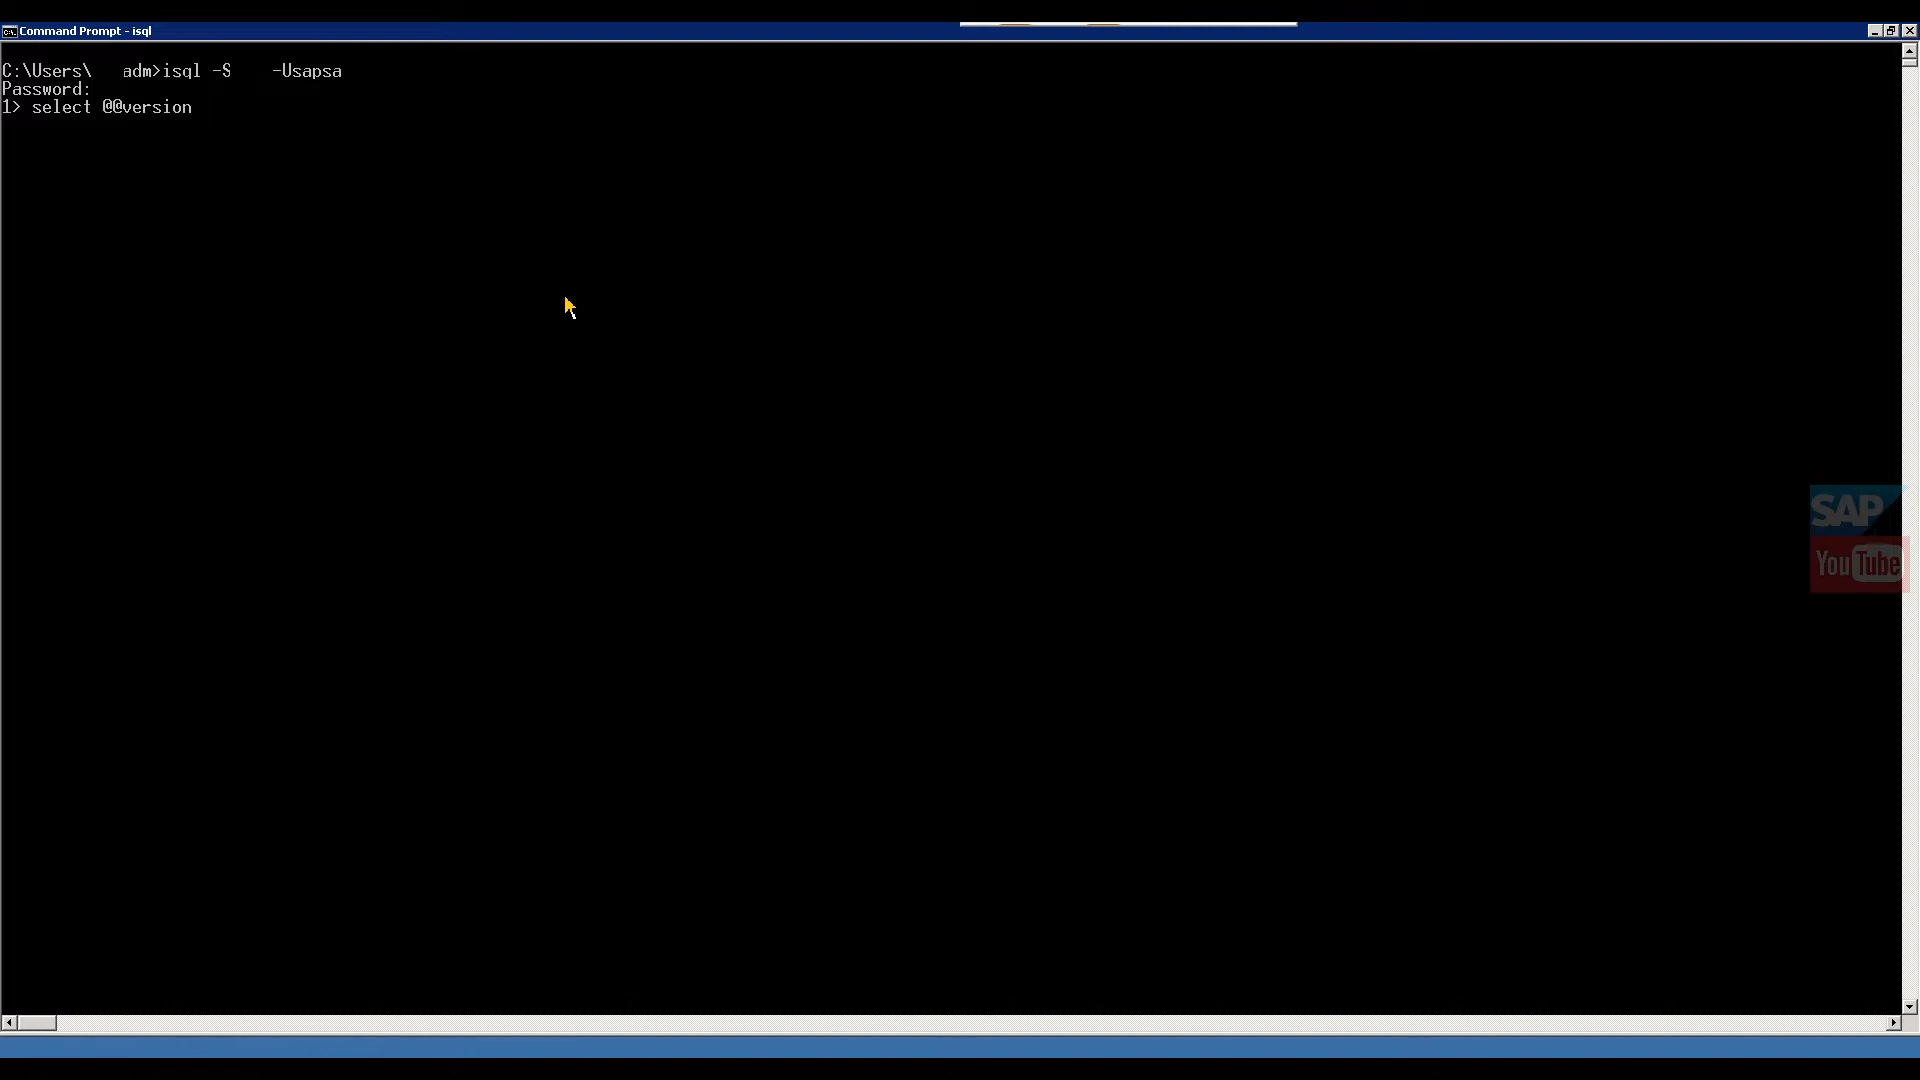 Command Prompt - isql
C:\Users\   adm>isql -S    -Usapsa
Password:
1> select @@version
SAP
YouTube